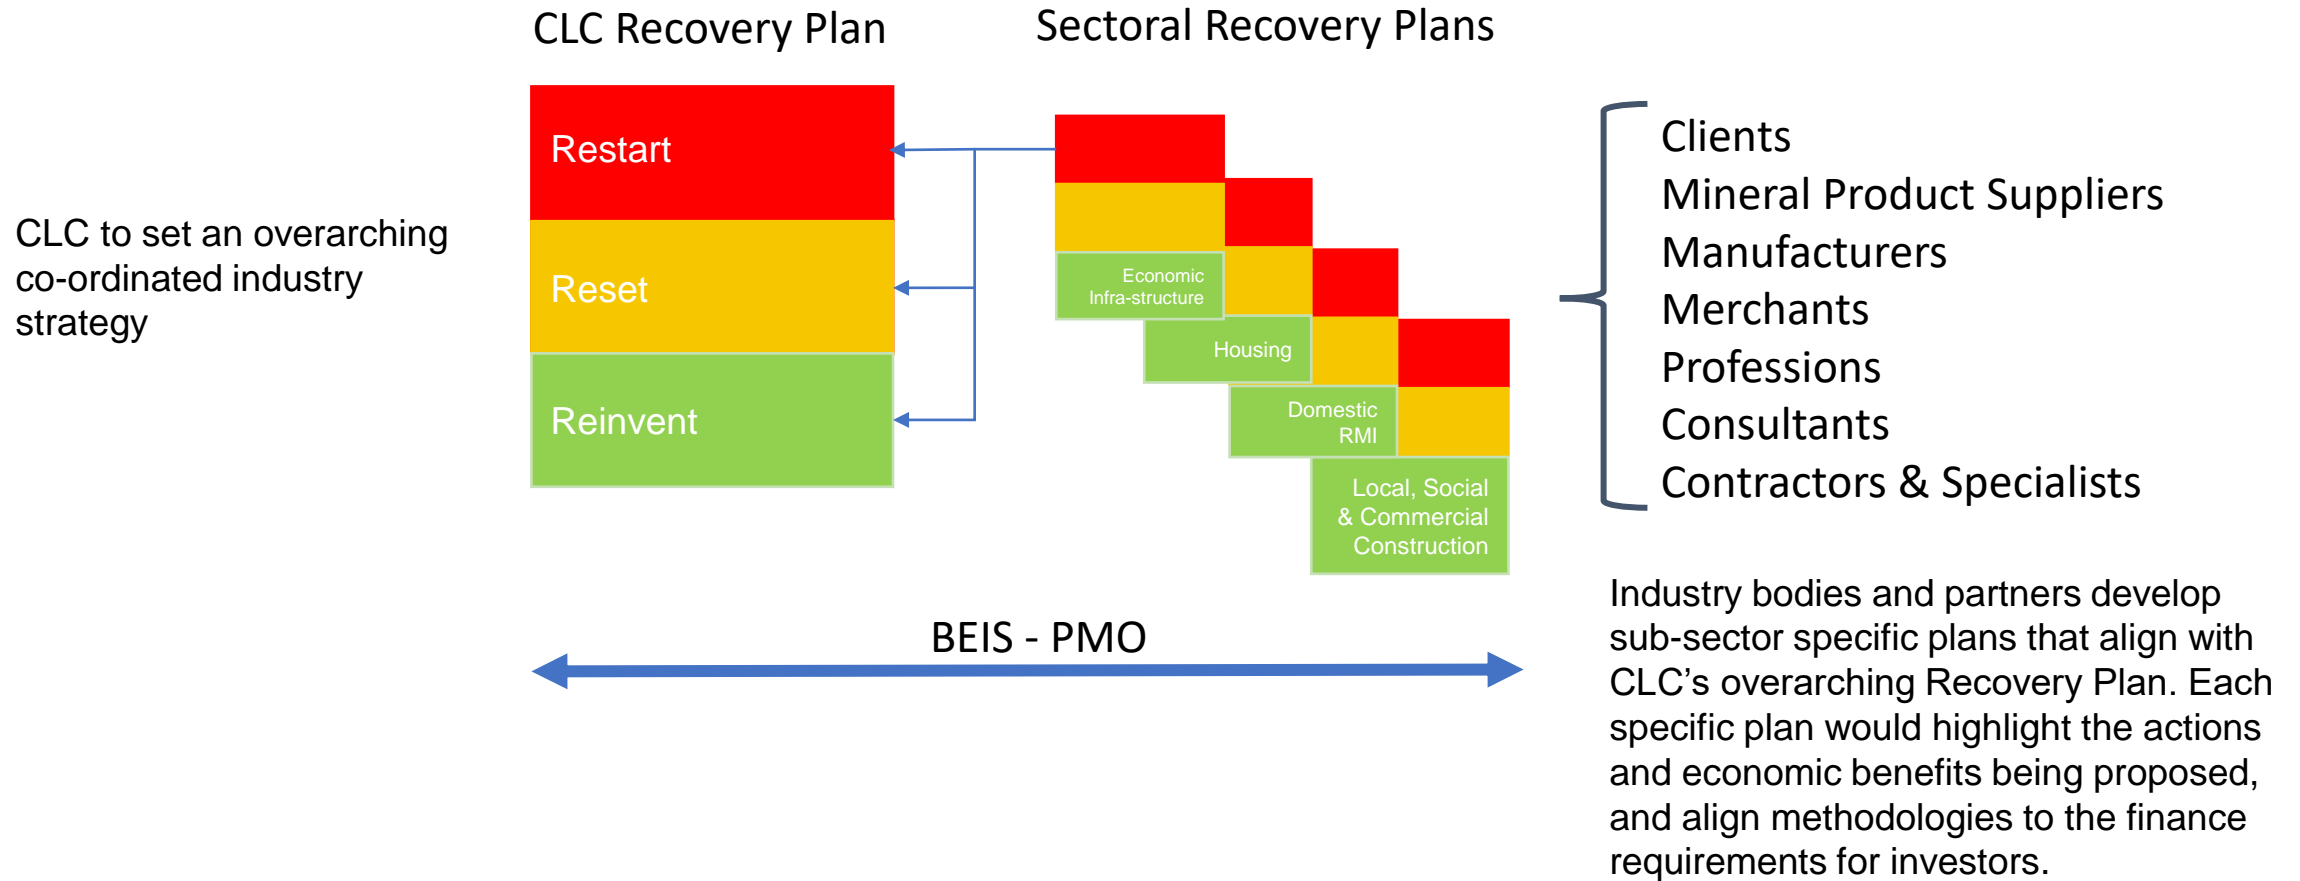 CLC Recovery Plan
Sectoral Recovery Plans
CLC to set an overarching
co-ordinated industry
strategy
Restart
Reset
Reinvent
Economic
Infra-structure
Housing
Domestic
RMI
Local, Social
& Commercial
Construction
Clients
Mineral Product Suppliers
Manufacturers
Merchants
Professions
Consultants
Contractors & Specialists
BEIS - PMO
Industry bodies and partners develop
sub-sector specific plans that align with
CLC’s overarching Recovery Plan. Each
specific plan would highlight the actions
and economic benefits being proposed,
and align methodologies to the finance
requirements for investors.